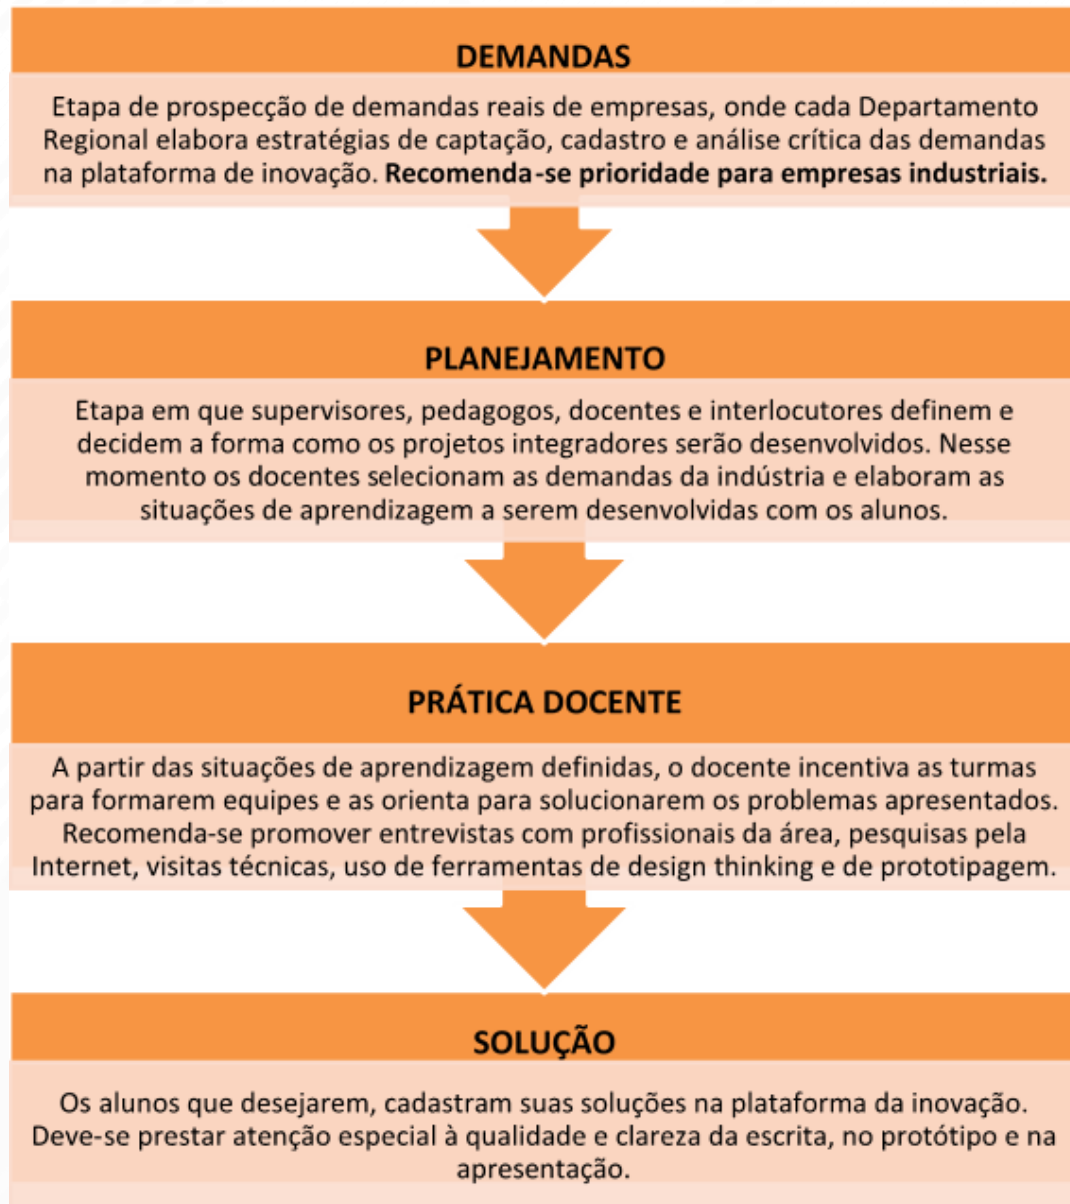 DEMANDAS
Etapa de prospecção de demandas reais de empresas, onde cada Departamento
Regional elabora estratégias de captação, cadastro e análise crítica das demandas
na plataforma de inovação. Recomenda-se prioridade para empresas industriais.
PLANEJAMENTO
Etapa em que supervisores, pedagogos, docentes e interlocutores definem e
decidem a forma como os projetos integradores serão desenvolvidos. Nesse
momento os docentes selecionam as demandas da indústria e elaboram as
situações de aprendizagem a serem desenvolvidas com os alunos.
PRÁTICA DOCENTE
A partir das situações de aprendizagem definidas, o docente incentiva as turmas
para formarem equipes e as orienta para solucionarem os problemas apresentados.
Recomenda-se promover entrevistas com profissionais da área, pesquisas pela
Internet, visitas técnicas, uso de ferramentas de design thinking e de prototipagem.
SOLUÇÃO
Os alunos que desejarem, cadastram suas soluções na plataforma da inovação.
Deve-se prestar atenção especial à qualidade e clareza da escrita, no protótipo e na
apresentação.